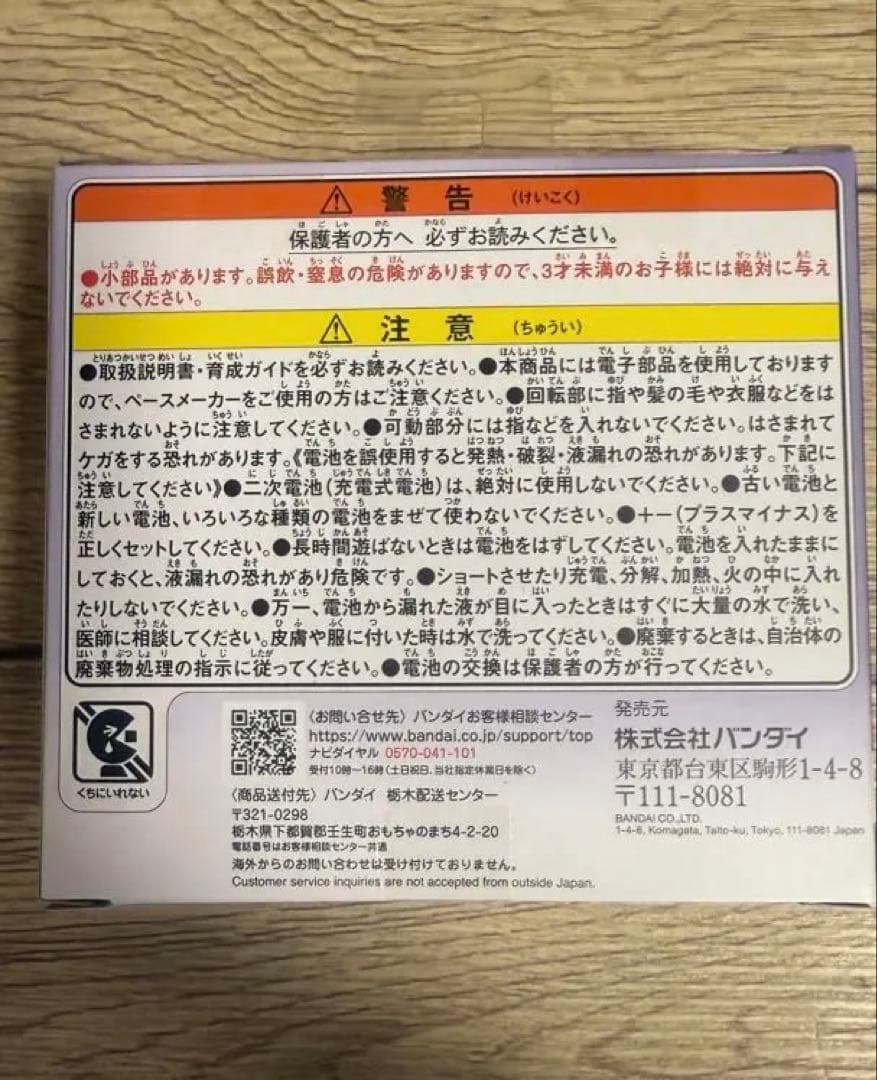 ⚠ 警告 (けいこく)
保護者の方へ 必ずお読みください。
●小部品があります。誤飲・窒息の危険がありますので、3才未満のお子様には絶対に与え
ないでください。
⚠ 注意 (ちゅうい)
●取扱説明書・育成ガイドを必ずお読みください。●本商品には電子部品を使用しております
ので、ペースメーカーをご使用の方はご注意ください。●回転部に指や髪の毛や衣服などをは
さまれないように注意してください。●可動部分には指などを入れないでください。はさまれて
ケガをする恐れがあります。《電池を誤使用すると発熱・破裂・液漏れの恐れがあります。下記に
注意してください》●二次電池(充電式電池)は、絶対に使用しないでください。●古い電池と
新しい電池、いろいろな種類の電池をまぜて使わないでください。●+-(プラスマイナス)を
正しくセットしてください。●長時間遊ばないときは電池をはずしてください。電池を入れたままに
しておくと、液漏れの恐れがあり危険です。●ショートさせたり充電、分解、加熱、火の中に入れ
たりしないでください。●万一、電池から漏れた液が目に入ったときはすぐに大量の水で洗い、
医師に相談してください。皮膚や服に付いた時は水で洗ってください。●廃棄するときは、自治体の
廃棄物処理の指示に従ってください。●電池の交換は保護者の方が行ってください。
くちにいれない
〈お問い合せ先〉バンダイお客様相談センター
https://www.bandai.co.jp/support/top
ナビダイヤル 0570-041-101
受付10時〜16時(土日祝日、当社指定休業日を除く)
〈商品送付先〉バンダイ 栃木配送センター
〒321-0298
栃木県下都賀郡壬生町おもちゃのまち4-2-20
電話番号はお客様相談センター共通
海外からのお問い合わせは受け付けておりません。
Customer service inquiries are not accepted from outside Japan.
発売元
株式会社バンダイ
東京都台東区駒形1-4-8
〒111-8081
BANDAI CO.,LTD.
1-4-8, Komagata, Taito-ku, Tokyo, 111-8081 Japan